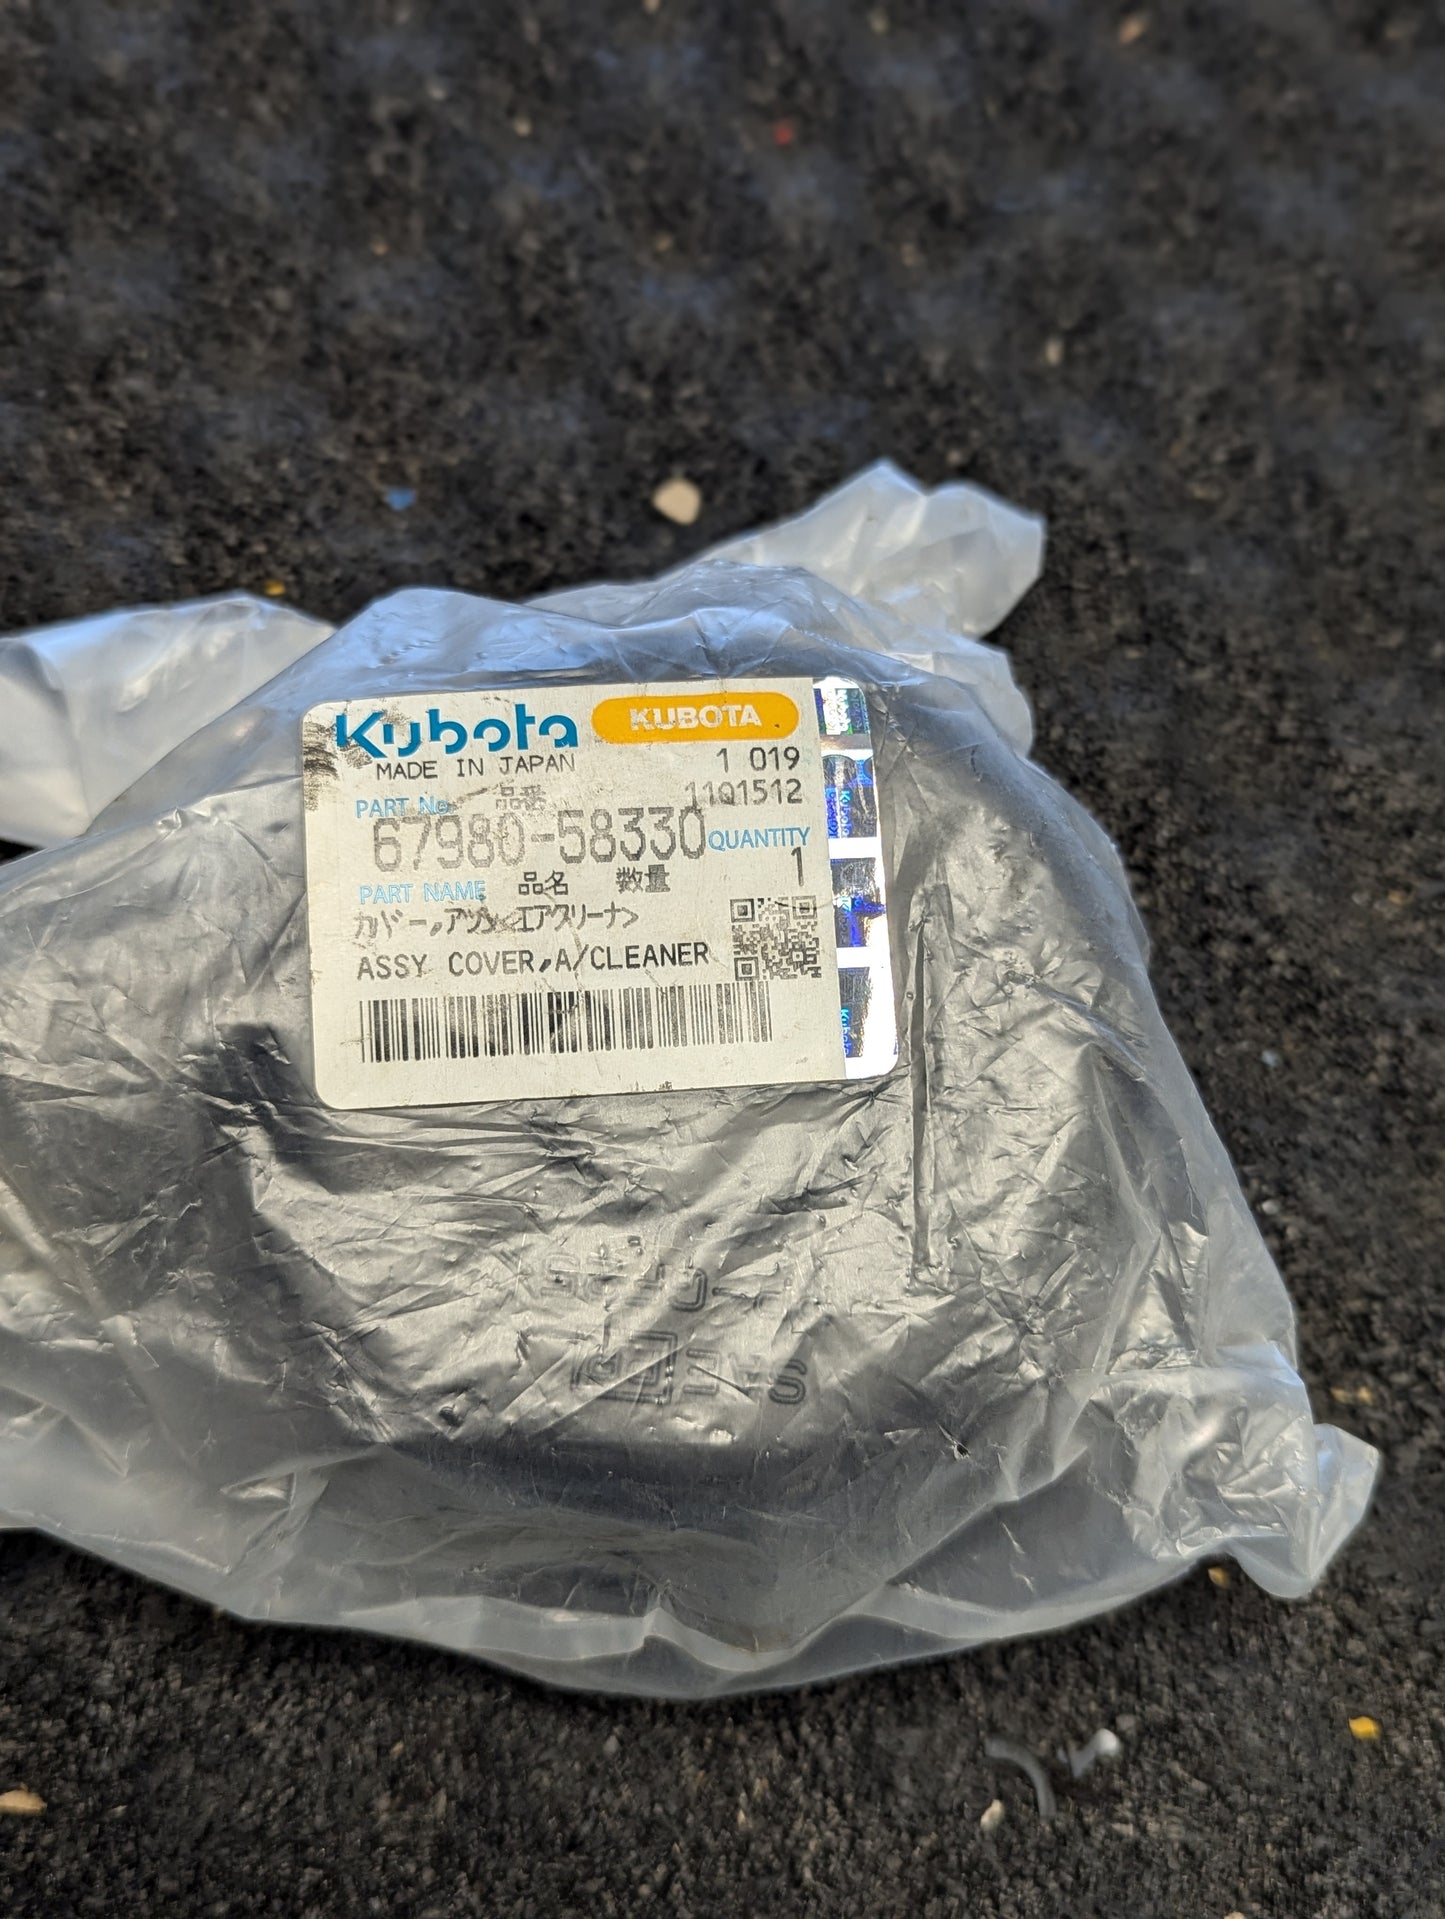 Kubota KUBOTA
MADE IN JAPAN 1 019
PART No. 品番 11Q1512
67980-58330 QUANTITY
1
PART NAME 品名 数量
カバー,アツシ<エアクリーナ>
ASSY COVER,A/CLEANER